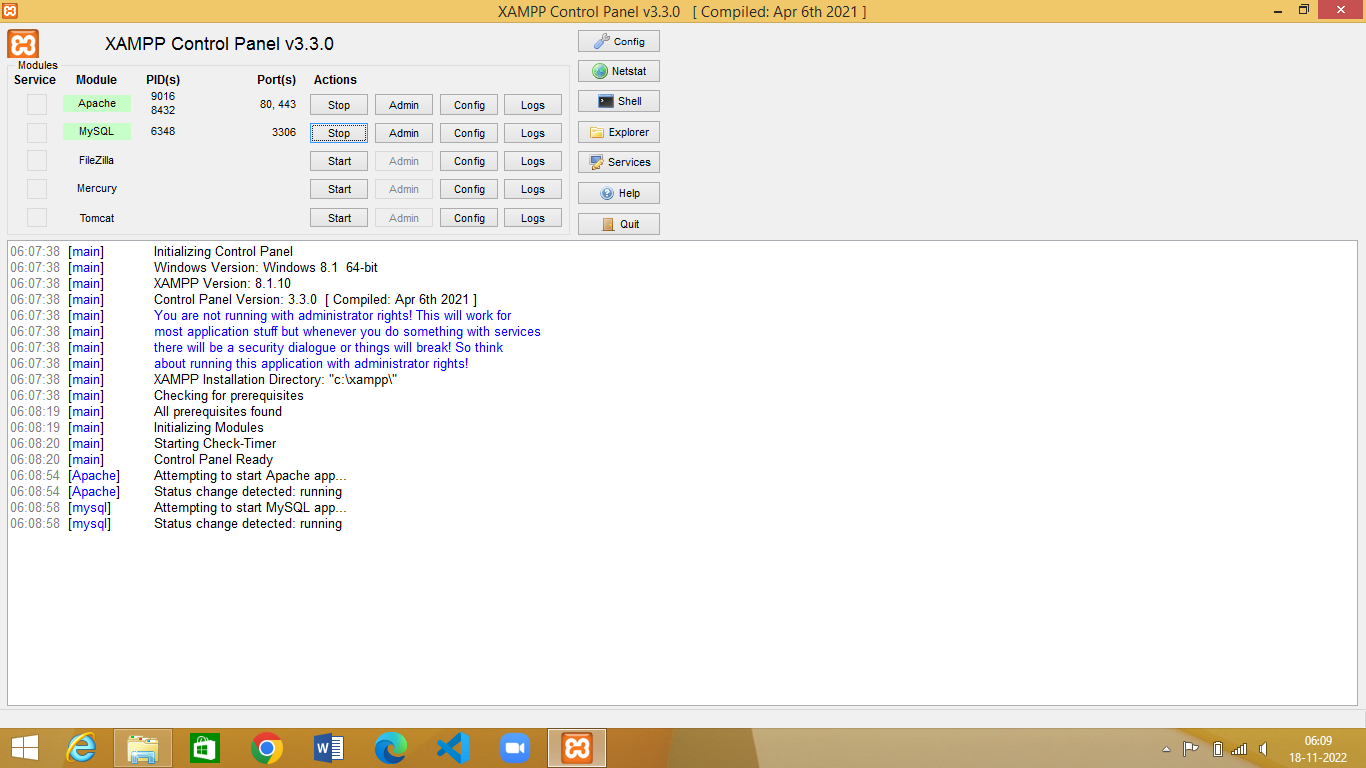 XAMPP Control Panel v3.3.0 [ Compiled: Apr 6th 2021 ]
XAMPP Control Panel v3.3.0
Config
Modules
Service Module PID(s) Port(s) Actions
Netstat
Apache 9016 8432 80, 443 Stop Admin Config Logs
Shell
MySQL 6348 3306 Stop Admin Config Logs
Explorer
FileZilla Start Admin Config Logs
Services
Mercury Start Admin Config Logs
Help
Tomcat Start Admin Config Logs
Quit
06:07:38 [main] Initializing Control Panel
06:07:38 [main] Windows Version: Windows 8.1 64-bit
06:07:38 [main] XAMPP Version: 8.1.10
06:07:38 [main] Control Panel Version: 3.3.0 [ Compiled: Apr 6th 2021 ]
06:07:38 [main] You are not running with administrator rights! This will work for
06:07:38 [main] most application stuff but whenever you do something with services
06:07:38 [main] there will be a security dialogue or things will break! So think
06:07:38 [main] about running this application with administrator rights!
06:07:38 [main] XAMPP Installation Directory: "c:\xampp\"
06:07:38 [main] Checking for prerequisites
06:08:19 [main] All prerequisites found
06:08:19 [main] Initializing Modules
06:08:20 [main] Starting Check-Timer
06:08:20 [main] Control Panel Ready
06:08:54 [Apache] Attempting to start Apache app...
06:08:54 [Apache] Status change detected: running
06:08:58 [mysql] Attempting to start MySQL app...
06:08:58 [mysql] Status change detected: running
06:09
18-11-2022